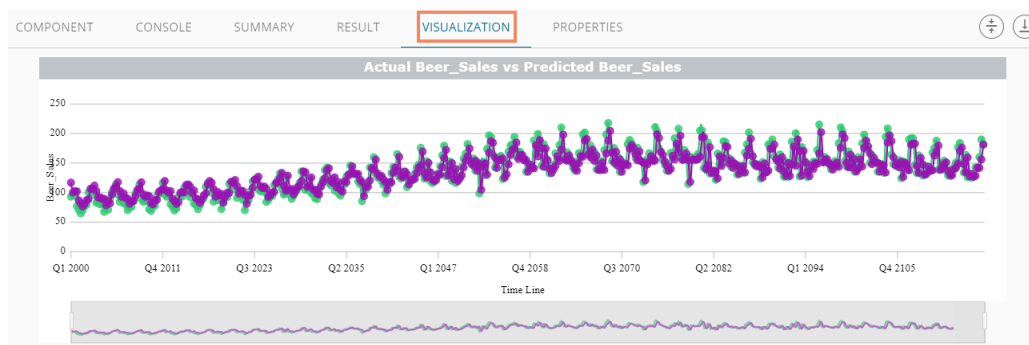 COMPONENT CONSOLE SUMMARY RESULT VISUALIZATION PROPERTIES
Actual Beer_Sales vs Predicted Beer_Sales
250
200
150
100
50
0
Beer_Sales
Q1 2000 Q4 2011 Q3 2023 Q2 2035 Q1 2047 Q4 2058 Q3 2070 Q2 2082 Q1 2094 Q4 2105
Time Line